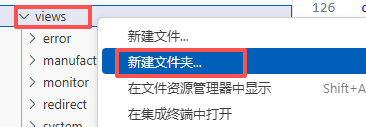 views
126
error
新建文件...
manufact
新建文件夹...
monitor
在文件资源管理器中显示
Shift+A
redirect
在集成终端中打开
system